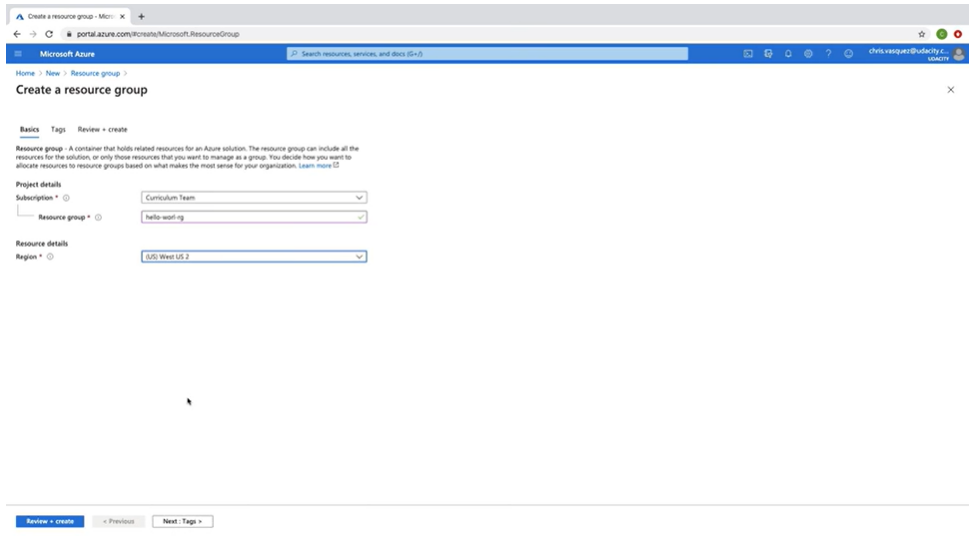 Create a resource group - Micro
portal.azure.com/#create/Microsoft.ResourceGroup
Microsoft Azure
Search resources, services, and docs (G+/)
chris.vasquez@udacity.c...
UDACITY
Home > New > Resource group >
Create a resource group
Basics Tags Review + create
Resource group - A container that holds related resources for an Azure solution. The resource group can include all the
resources for the solution, or only those resources that you want to manage as a group. You decide how you want to
allocate resources to resource groups based on what makes the most sense for your organization. Learn more
Project details
Subscription * Curriculum Team
Resource group * hello-worl-rg
Resource details
Region * (US) West US 2
Review + create < Previous Next : Tags >